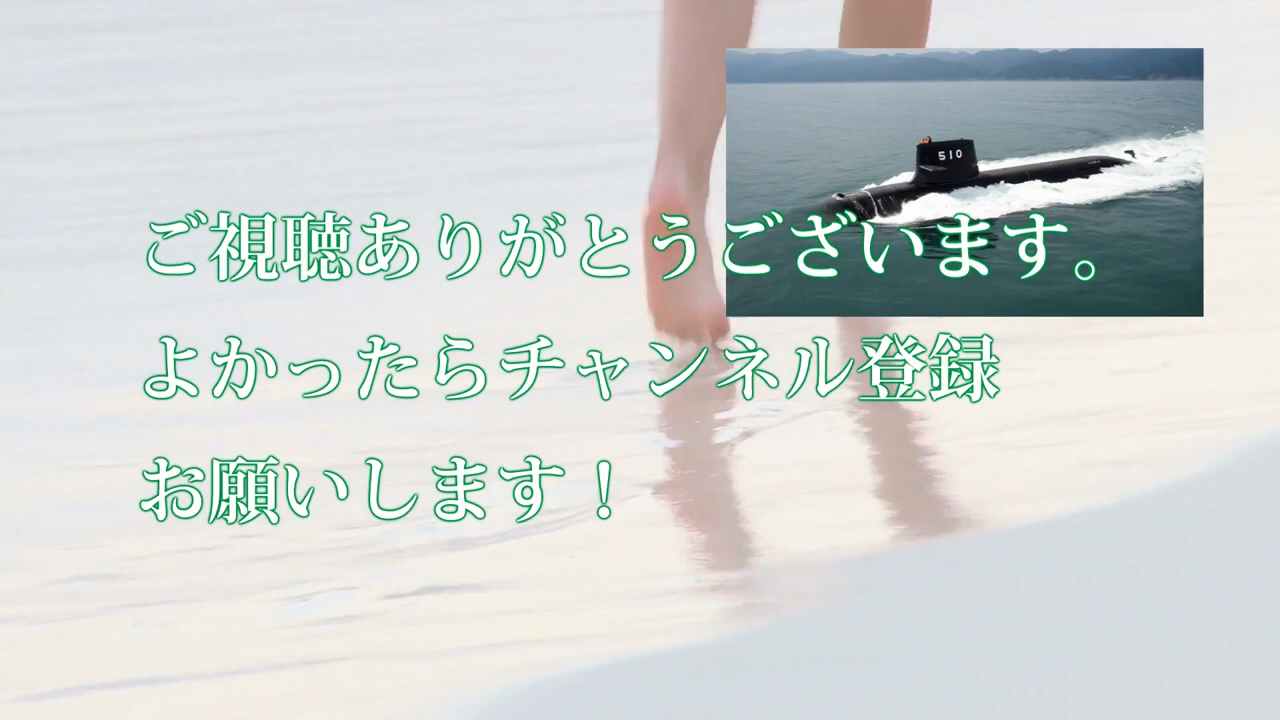 510
ご視聴ありがとうございます。
よかったらチャンネル登録
お願いします！